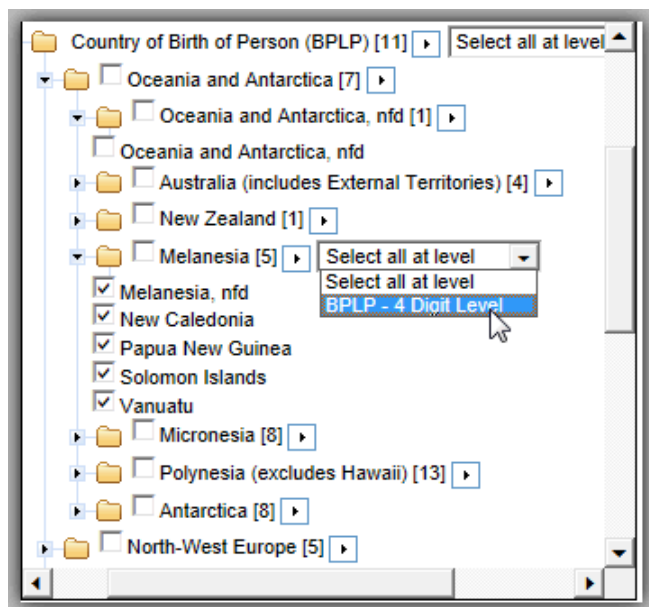 Country of Birth of Person (BPLP) [11] Select all at level
Oceania and Antarctica [7]
Oceania and Antarctica, nfd [1]
Oceania and Antarctica, nfd
Australia (includes External Territories) [4]
New Zealand [1]
Melanesia [5] Select all at level
Select all at level
Melanesia, nfd
BPLP - 4 Digit Level
New Caledonia
Papua New Guinea
Solomon Islands
Vanuatu
Micronesia [8]
Polynesia (excludes Hawaii) [13]
Antarctica [8]
North-West Europe [5]